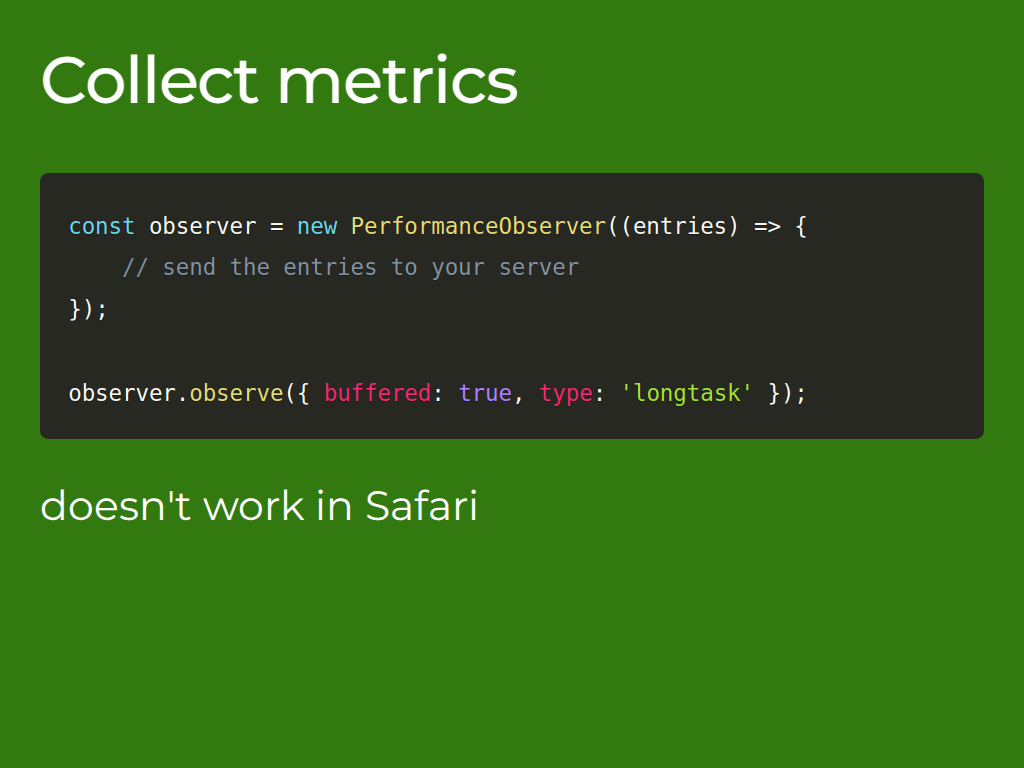 Collect metrics
const observer = new PerformanceObserver((entries) => {
    // send the entries to your server
});
observer.observe({ buffered: true, type: 'longtask' });
doesn't work in Safari